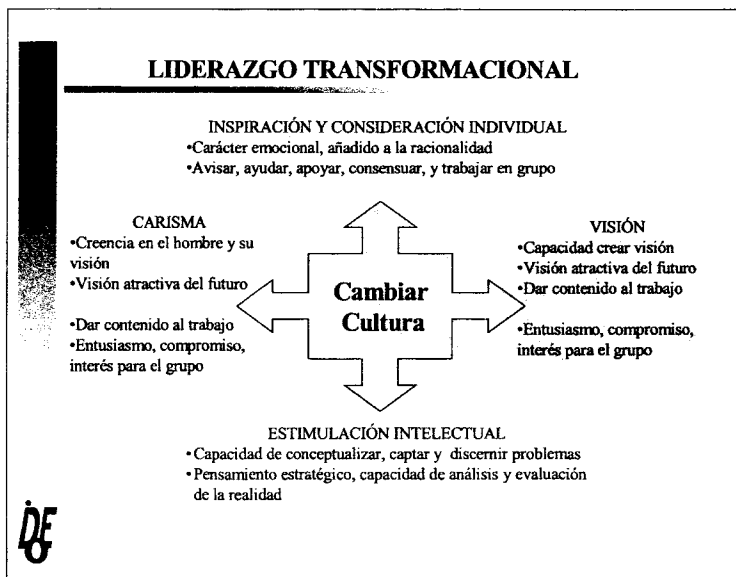 LIDERAZGO TRANSFORMACIONAL
INSPIRACIÓN Y CONSIDERACIÓN INDIVIDUAL
•Carácter emocional, añadido a la racionalidad
•Avisar, ayudar, apoyar, consensuar, y trabajar en grupo
CARISMA
•Creencia en el hombre y su
visión
•Visión atractiva del futuro
•Dar contenido al trabajo
•Entusiasmo, compromiso,
interés para el grupo
Cambiar
Cultura
VISIÓN
•Capacidad crear visión
•Visión atractiva del futuro
•Dar contenido al trabajo
•Entusiasmo, compromiso,
interés para el grupo
ESTIMULACIÓN INTELECTUAL
•Capacidad de conceptualizar, captar y discernir problemas
•Pensamiento estratégico, capacidad de análisis y evaluación
de la realidad